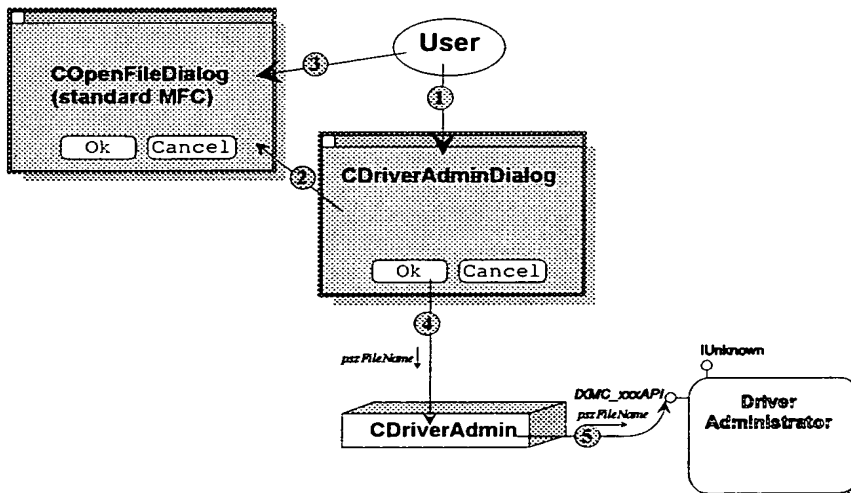 User
COpenFileDialog
(standard MFC)
Ok Cancel
3
1
2
CDriverAdminDialog
Ok Cancel
4
pszFileName
CDriverAdmin
5
IXMC_xxxAPI
pszFileName
IUnknown
Driver
Administrator